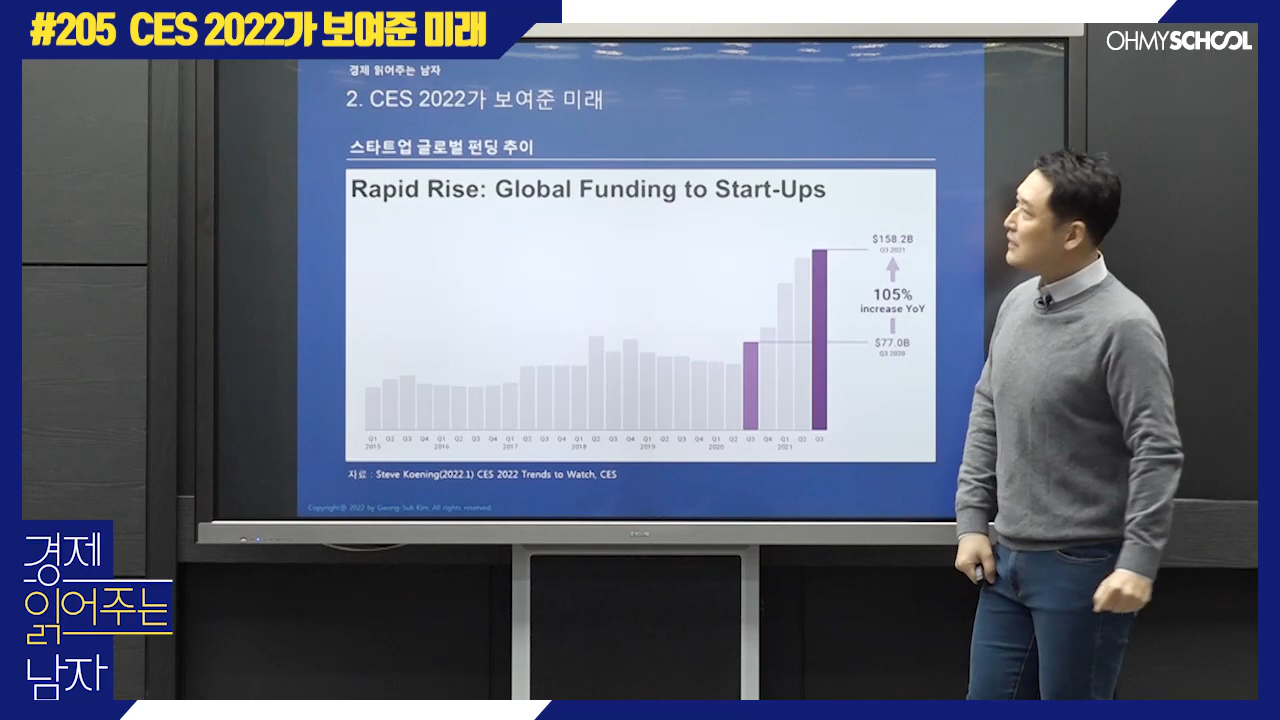 #205 CES 2022가 보여준 미래
OHMYSCHOOL
경제 읽어주는 남자
2. CES 2022가 보여준 미래
스타트업 글로벌 펀딩 추이
Rapid Rise: Global Funding to Start-Ups
$158.2B
Q3 2021
105%
increase YoY
$77.0B
Q3 2020
Q1 Q2 Q3 Q4 Q1 Q2 Q3 Q4 Q1 Q2 Q3 Q4 Q1 Q2 Q3 Q4 Q1 Q2 Q3 Q4 Q1 Q2 Q3 Q4 Q1 Q2 Q3
2015 2016 2017 2018 2019 2020 2021
자료 : Steve Koening(2022.1) CES 2022 Trends to Watch, CES
Copyright© 2022 by Gwang-Suk Kim. All rights reserved.
경제
읽어주는
남자